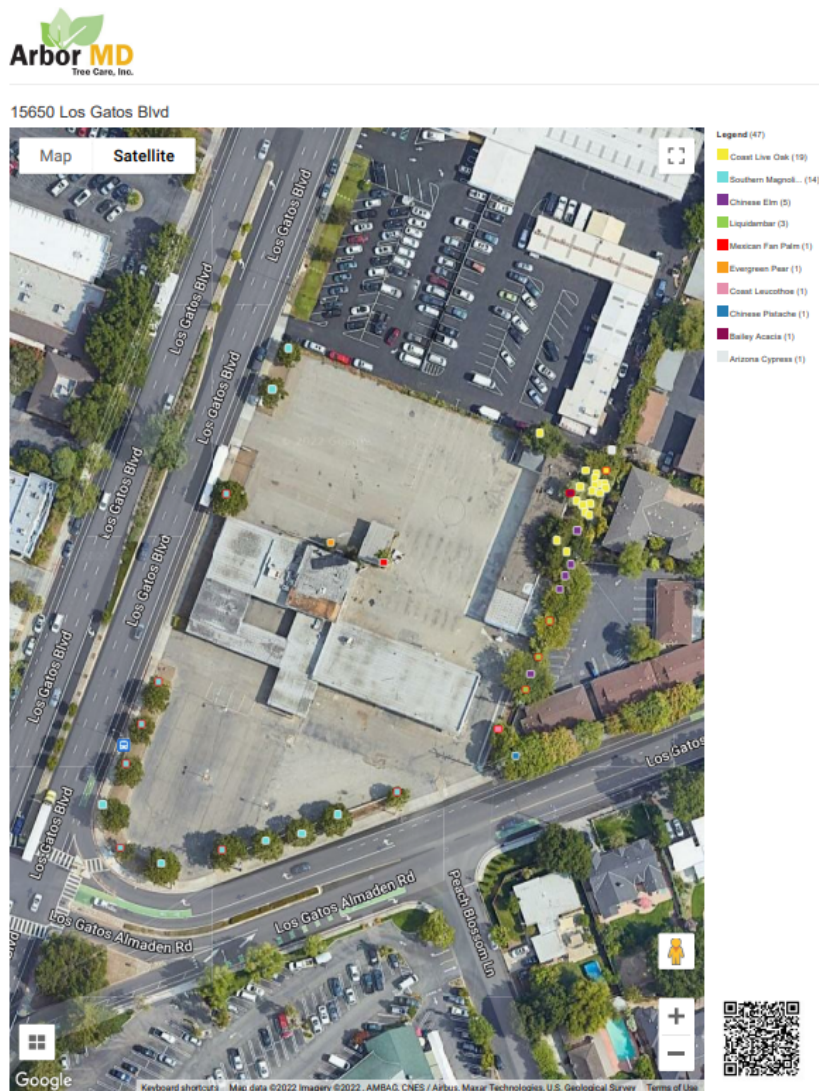 Arbor MD
Tree Care, Inc.
15650 Los Gatos Blvd
Map Satellite
Legend (47)
Coast Live Oak (19)
Southern Magnoli... (14)
Chinese Elm (5)
Liquidambar (3)
Mexican Fan Palm (1)
Evergreen Pear (1)
Coast Leucothoe (1)
Chinese Pistache (1)
Bailey Acacia (1)
Arizona Cypress (1)
Los Gatos Blvd
Los Gatos Blvd
Los Gatos Blvd
Los Gatos Blvd
Los Gatos Blvd
Los Gatos Blvd
Los Gatos Blvd
Los Gatos
Los Gatos Almaden Rd
Los Gatos Almaden Rd
Peach Blossom Ln
Google
Keyboard shortcuts Map data ©2022 Imagery ©2022 , AMBAG, CNES / Airbus, Maxar Technologies, U.S. Geological Survey Terms of Use